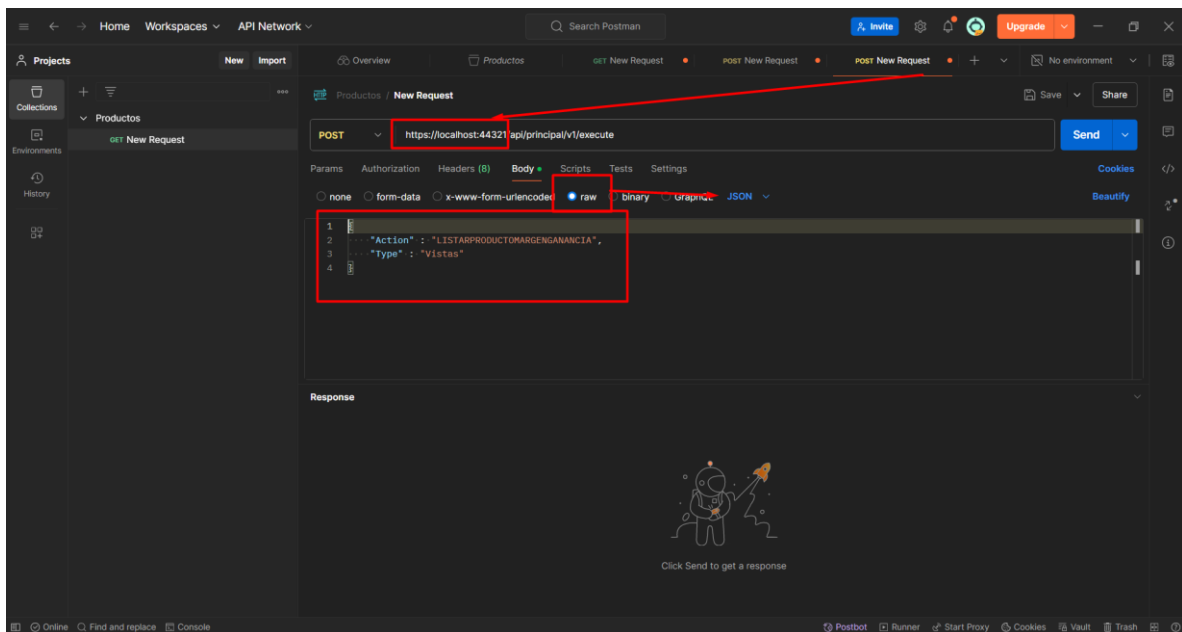 Home Workspaces API Network Search Postman Invite Upgrade
Projects New Import Overview Productos GET New Request POST New Request POST New Request No environment
Collections
Productos
GET New Request
Environments
History
Productos / New Request Save Share
POST https://localhost:44321/api/principal/v1/execute Send
Params Authorization Headers (8) Body Scripts Tests Settings Cookies
none form-data x-www-form-urlencoded raw binary GraphQL JSON Beautify
1 {
2 "Action" : "LISTARPRODUCTOMARGENGANANCIA",
3 "Type" : "Vistas"
4 }
Response
Click Send to get a response
Online Find and replace Console Postbot Runner Start Proxy Cookies Vault Trash